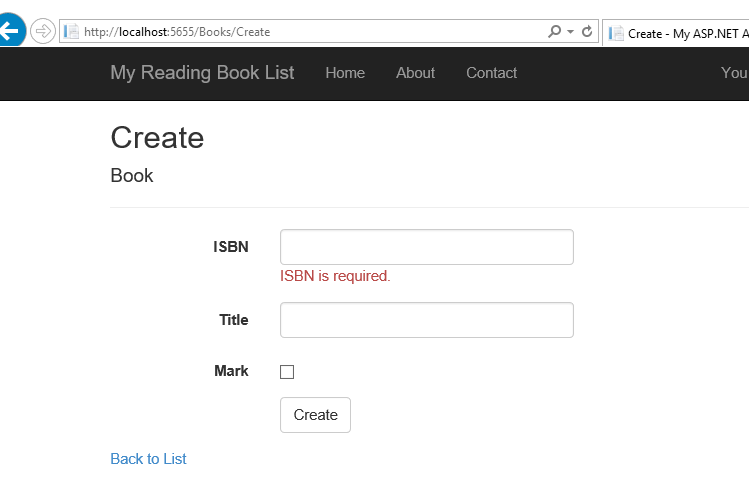 http://localhost:5655/Books/Create
Create - My ASP.NET A
My Reading Book List Home About Contact You
Create
Book
ISBN
ISBN is required.
Title
Mark
Create
Back to List